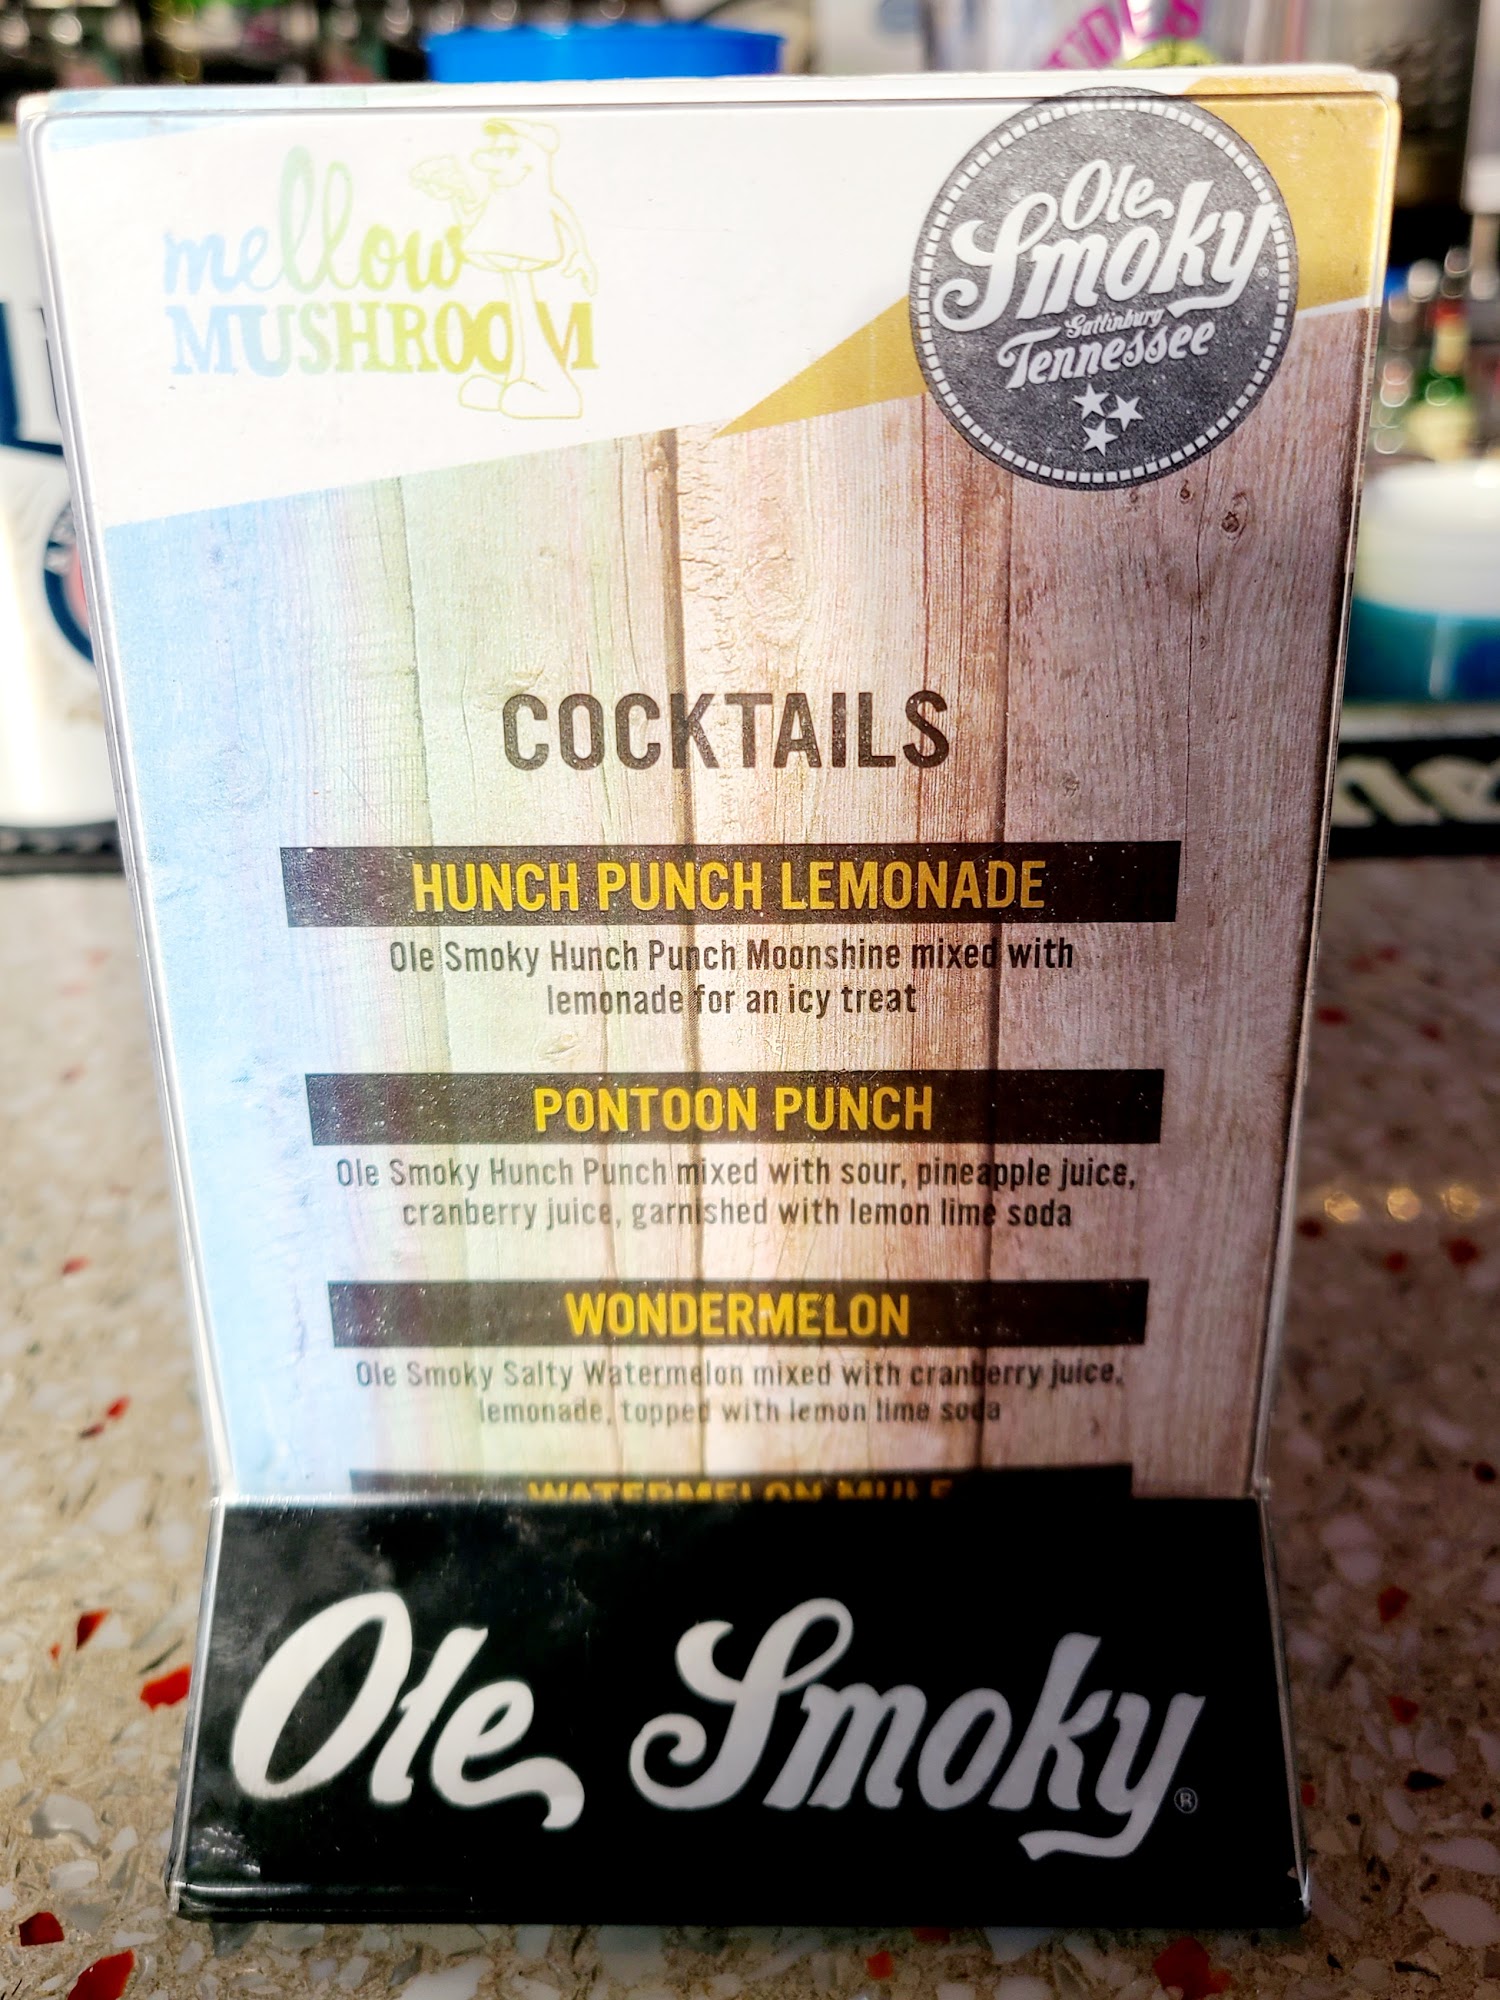 mellow
MUSHROOM
Ole
Smoky
Gatlinburg
Tennessee
COCKTAILS
HUNCH PUNCH LEMONADE
Ole Smoky Hunch Punch Moonshine mixed with
lemonade for an icy treat
PONTOON PUNCH
Ole Smoky Hunch Punch mixed with sour, pineapple juice,
cranberry juice, garnished with lemon lime soda
WONDERMELON
Ole Smoky Salty Watermelon mixed with cranberry juice,
lemonade, topped with lemon lime soda
WATERMELON MULE
Ole Smoky®